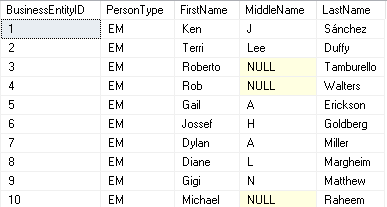 BusinessEntityID PersonType FirstName MiddleName LastName
1 EM Ken J Sánchez
2 EM Terri Lee Duffy
3 EM Roberto NULL Tamburello
4 EM Rob NULL Walters
5 EM Gail A Erickson
6 EM Jossef H Goldberg
7 EM Dylan A Miller
8 EM Diane L Margheim
9 EM Gigi N Matthew
10 EM Michael NULL Raheem